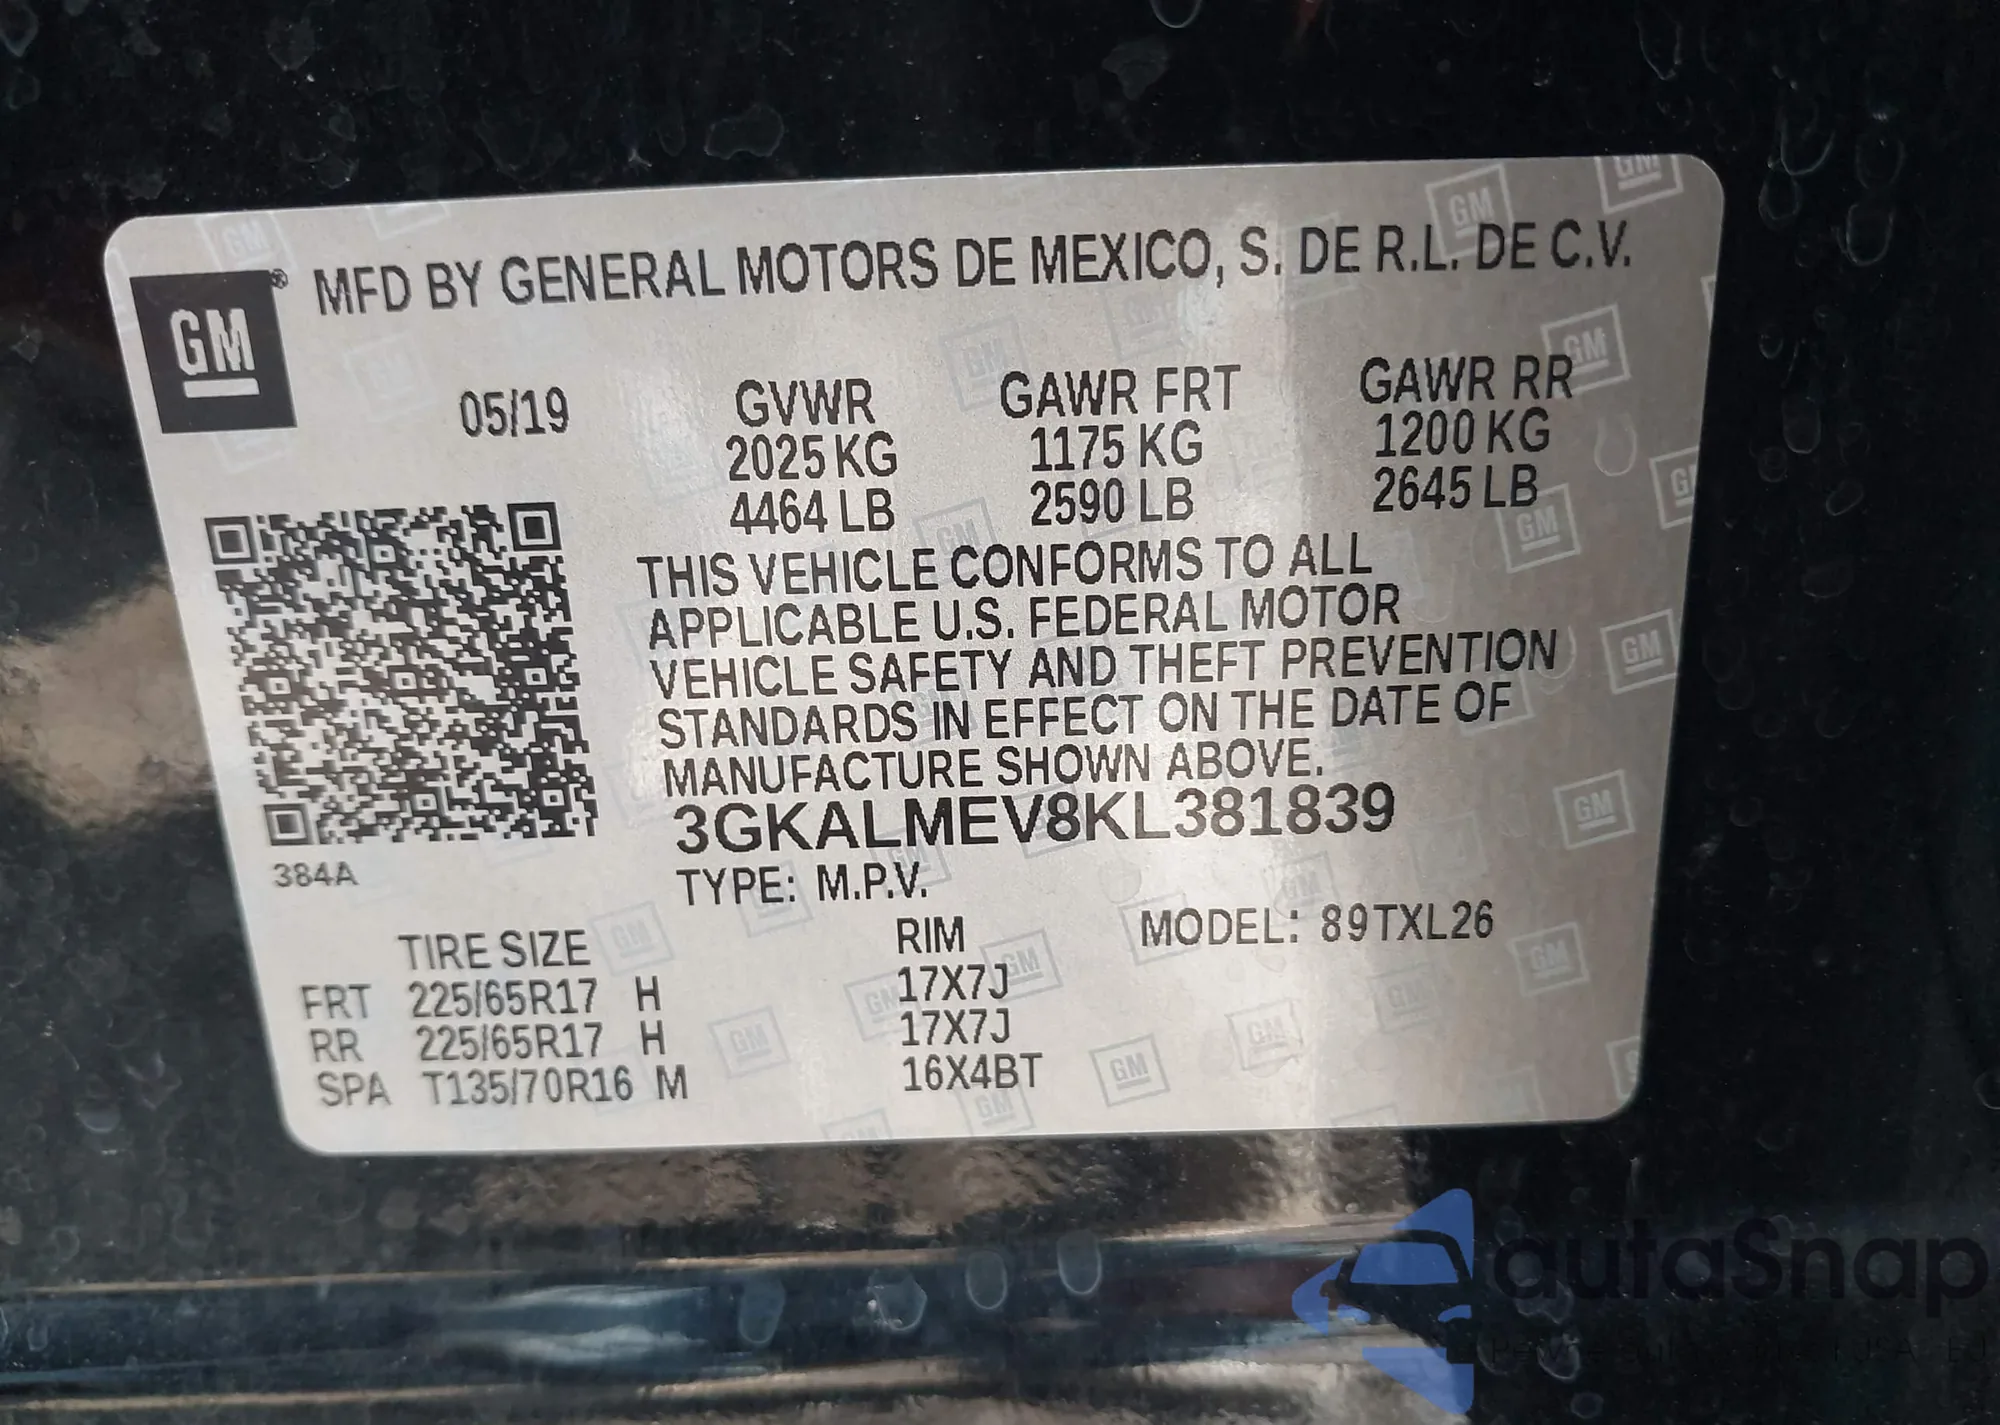 GM ® MFD BY GENERAL MOTORS DE MEXICO, S. DE R.L. DE C.V.
05/19 GVWR GAWR FRT GAWR RR
2025 KG 1175 KG 1200 KG
4464 LB 2590 LB 2645 LB
THIS VEHICLE CONFORMS TO ALL
APPLICABLE U.S. FEDERAL MOTOR
VEHICLE SAFETY AND THEFT PREVENTION
STANDARDS IN EFFECT ON THE DATE OF
MANUFACTURE SHOWN ABOVE.
3GKALMEV8KL381839
384A
TYPE: M.P.V.
MODEL: 89TXL26
TIRE SIZE RIM
FRT 225/65R17 H 17X7J
RR 225/65R17 H 17X7J
SPA T135/70R16 M 16X4BT
autaSnap